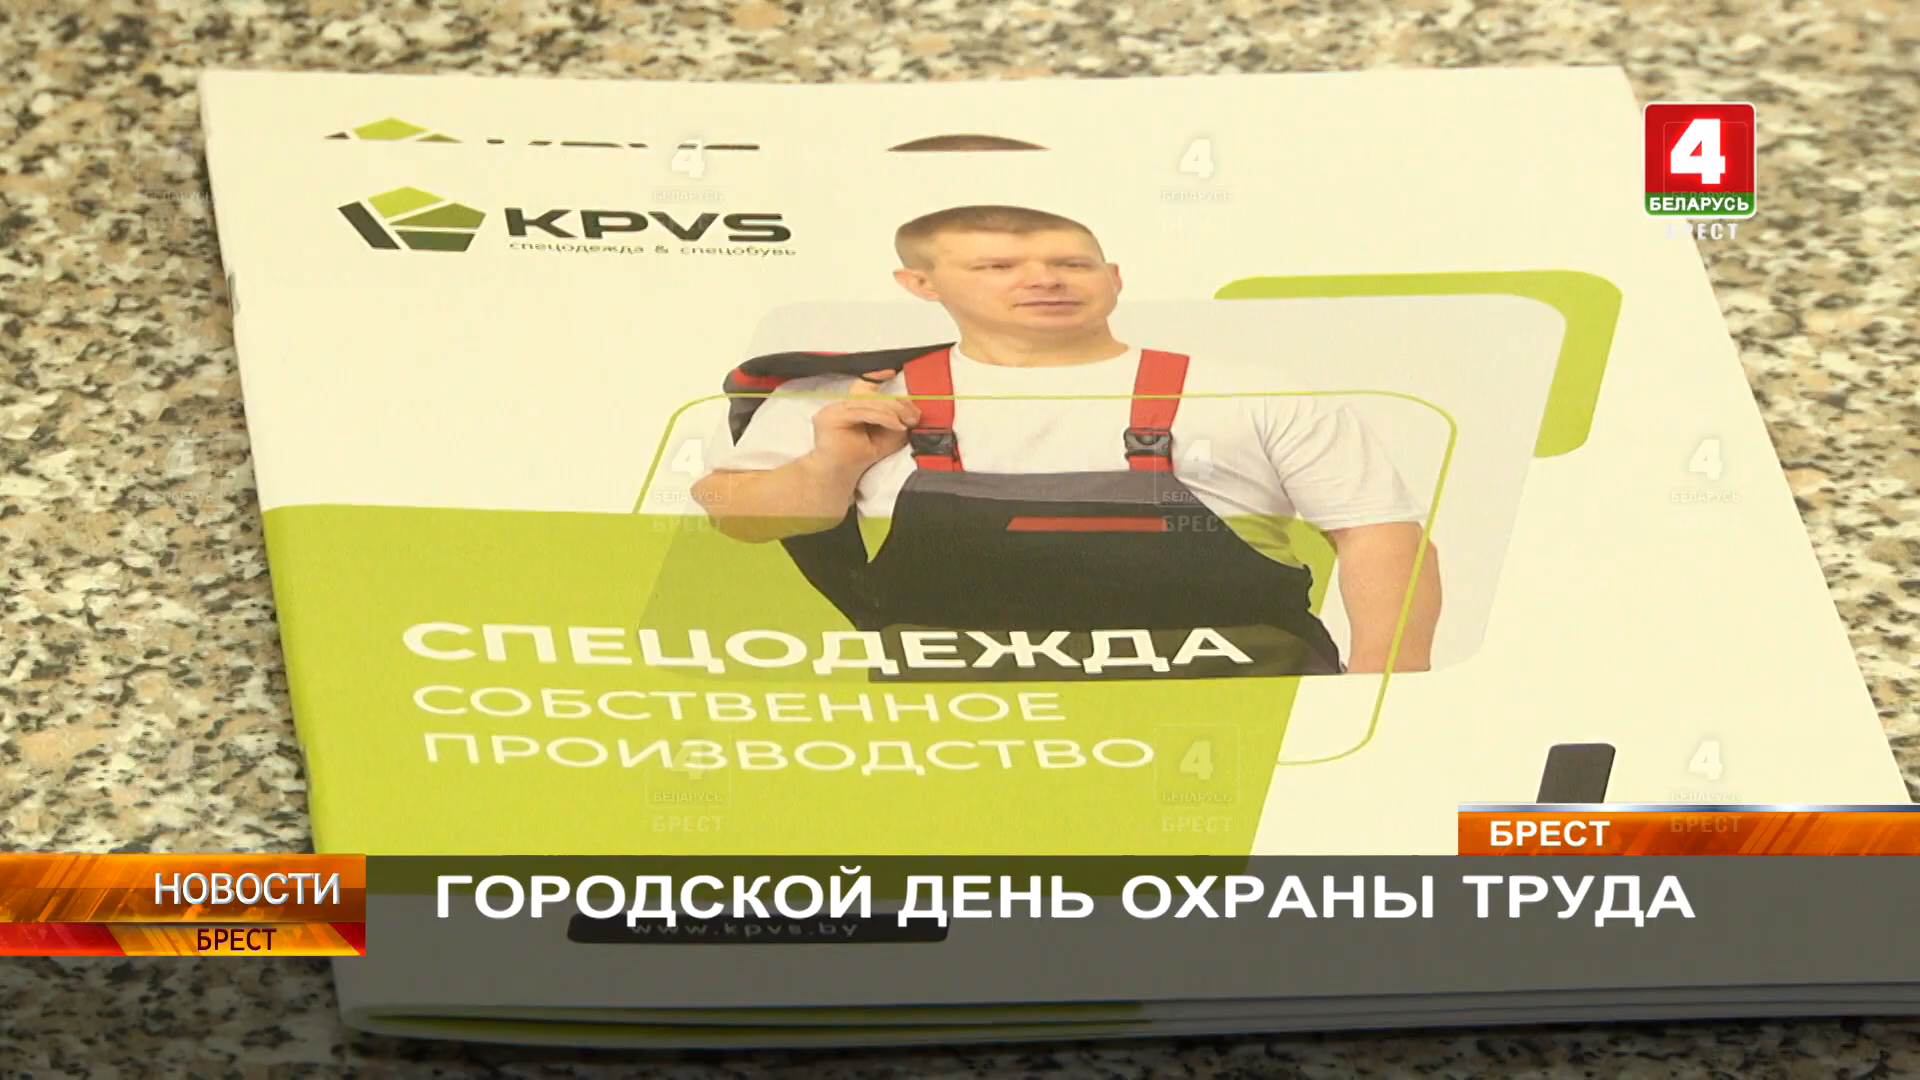 4
БЕЛАРУСЬ
БРЕСТ
KPVS
спецодежда & спецобувь
СПЕЦОДЕЖДА
СОБСТВЕННОЕ
ПРОИЗВОДСТВО
БРЕСТ
НОВОСТИ
БРЕСТ
ГОРОДСКОЙ ДЕНЬ ОХРАНЫ ТРУДА
www.kpvs.by